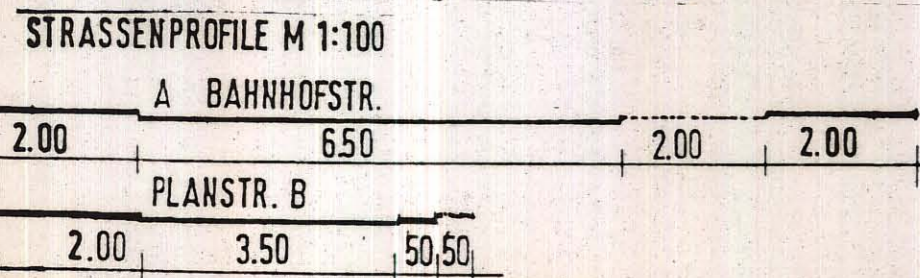 STRASSENPROFILE M 1:100
A BAHNHOFSTR.
2.00 6.50 2.00 2.00
PLANSTR. B
2.00 3.50 50 50